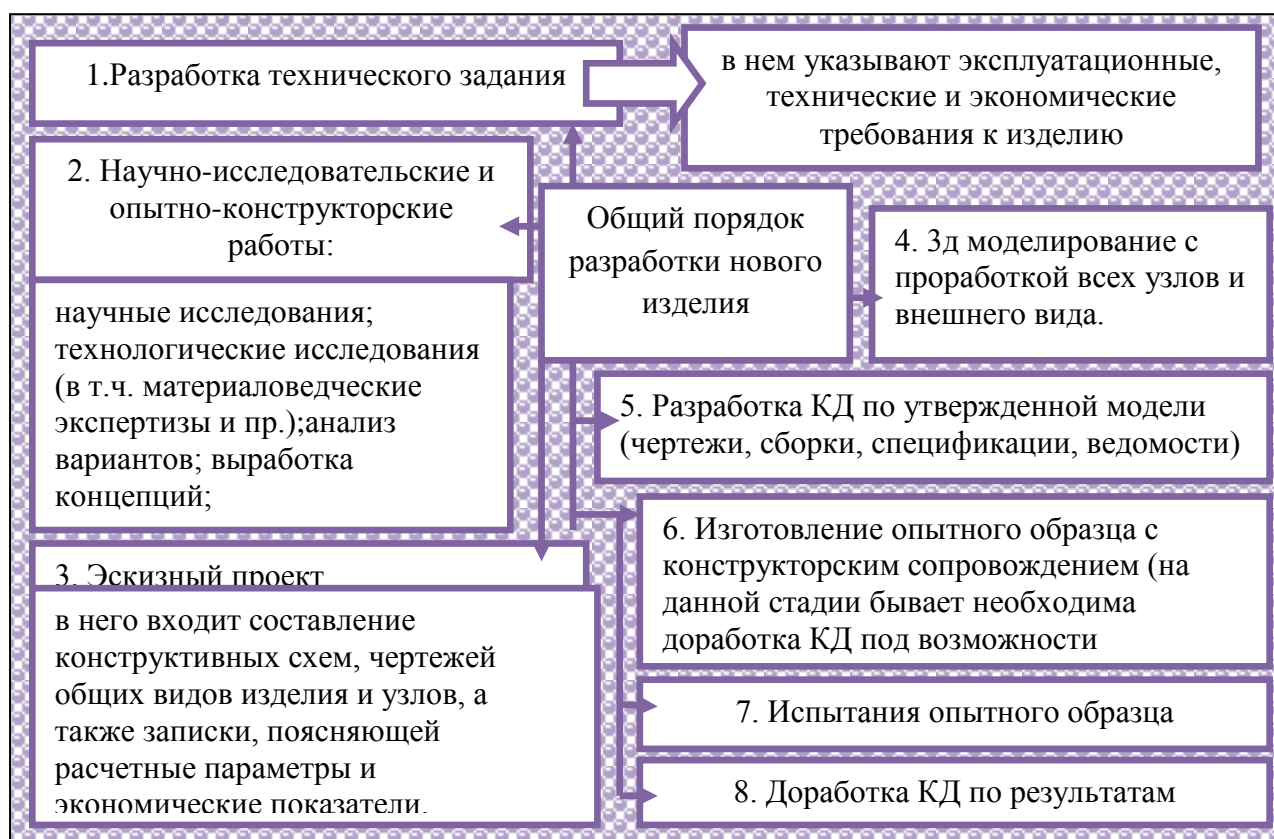 1.Разработка технического задания
в нем указывают эксплуатационные,
технические и экономические
требования к изделию
2. Научно-исследовательские и
опытно-конструкторские
работы:
научные исследования;
технологические исследования
(в т.ч. материаловедческие
экспертизы и пр.);анализ
вариантов; выработка
концепций;
3. Эскизный проект
в него входит составление
конструктивных схем, чертежей
общих видов изделия и узлов, а
также записки, поясняющей
расчетные параметры и
экономические показатели.
Общий порядок
разработки нового
изделия
4. 3д моделирование с
проработкой всех узлов и
внешнего вида.
5. Разработка КД по утвержденной модели
(чертежи, сборки, спецификации, ведомости)
6. Изготовление опытного образца с
конструкторским сопровождением (на
данной стадии бывает необходима
доработка КД под возможности
7. Испытания опытного образца
8. Доработка КД по результатам